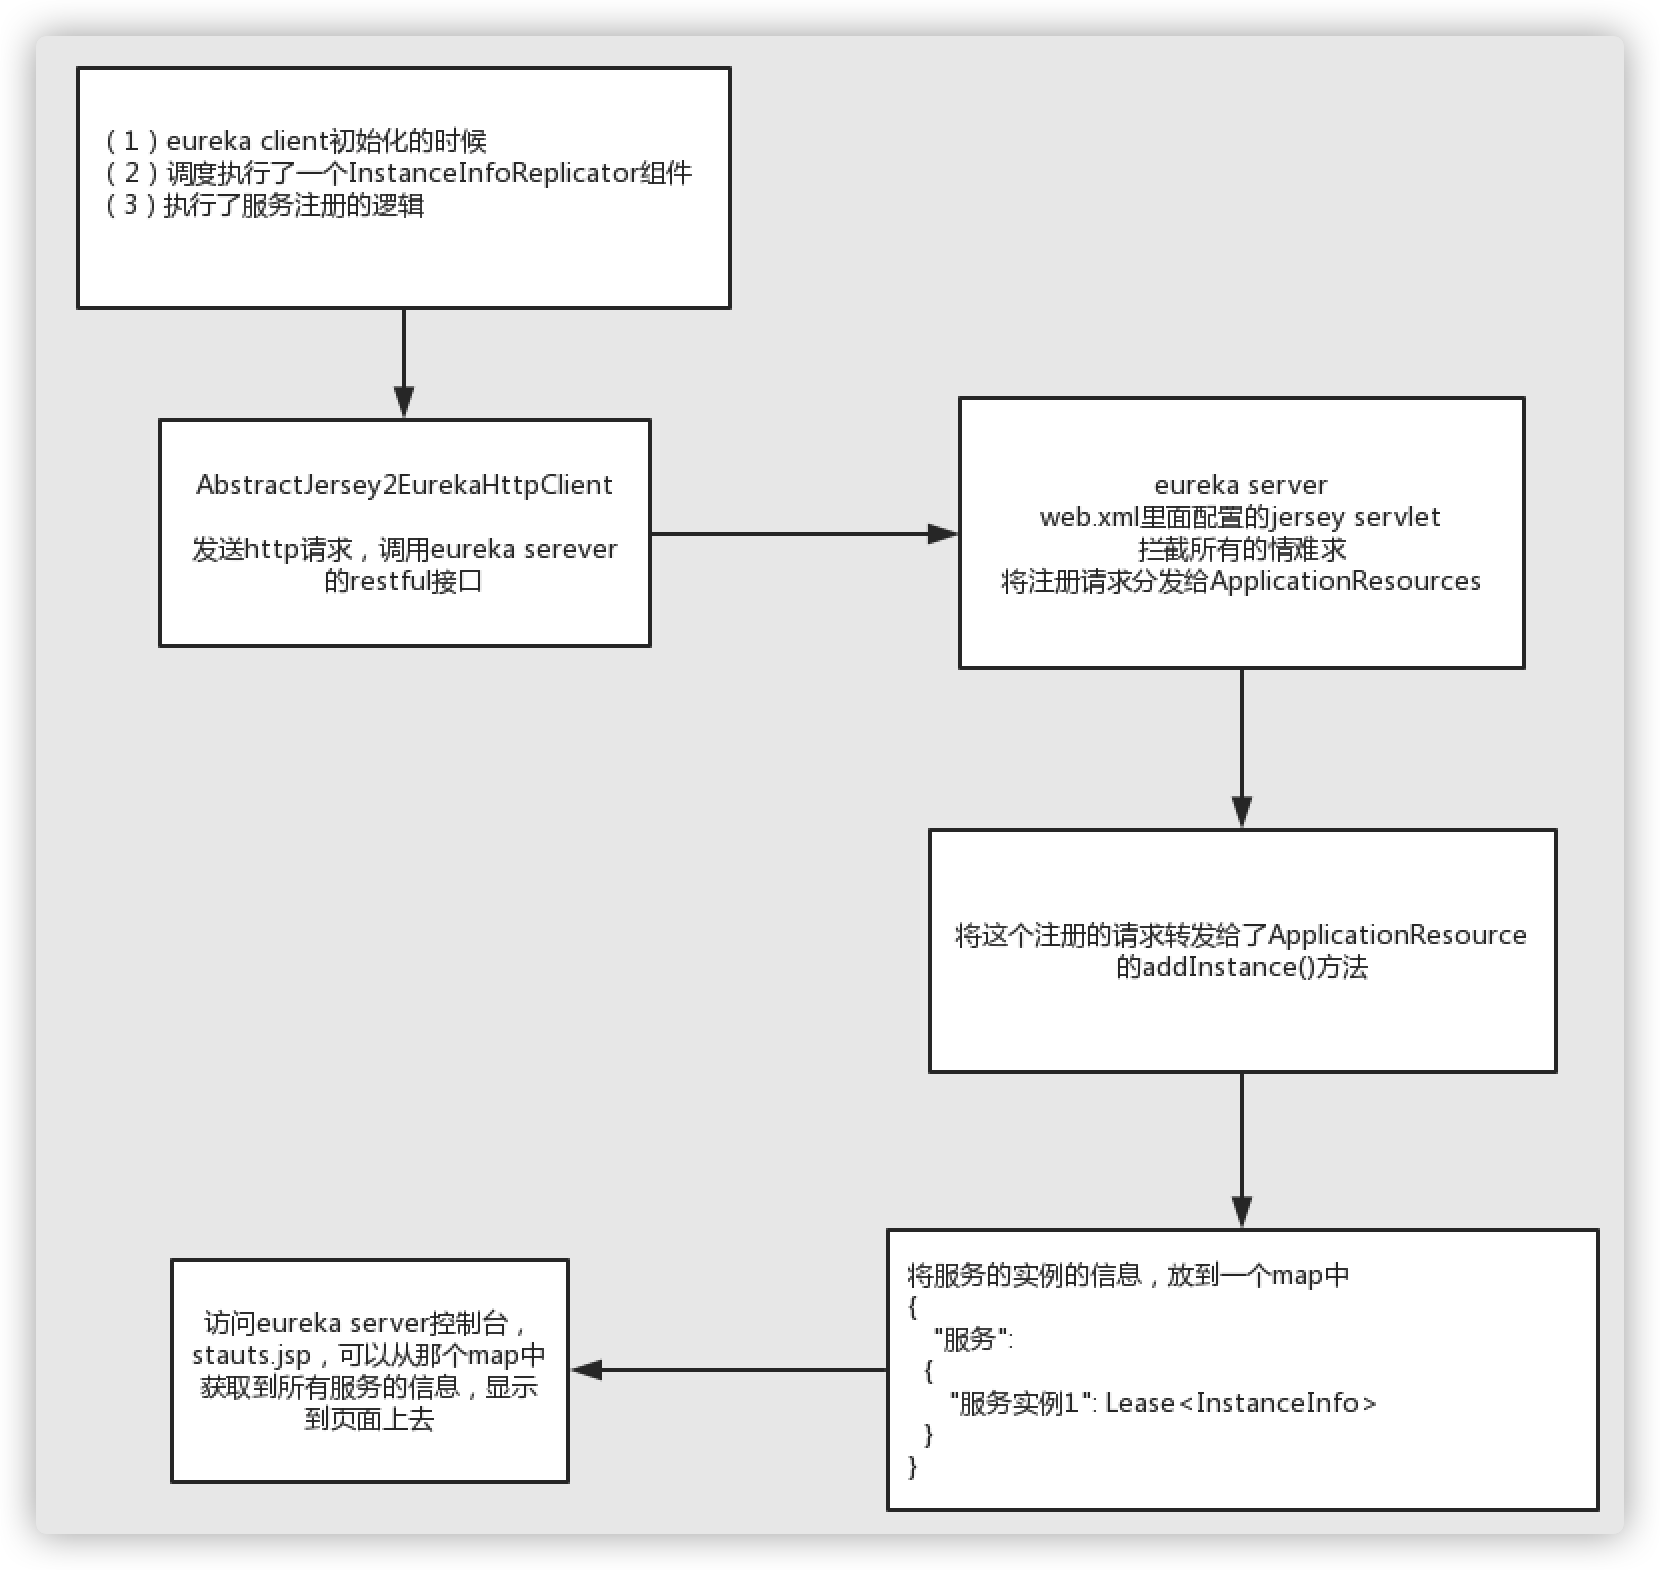 （1）eureka client初始化的时候
（2）调度执行了一个InstanceInfoReplicator组件
（3）执行了服务注册的逻辑
AbstractJersey2EurekaHttpClient
发送http请求，调用eureka serever
的restful接口
eureka server
web.xml里面配置的jersey servlet
拦截所有的情难求
将注册请求分发给ApplicationResources
将这个注册的请求转发给了ApplicationResource
的addInstance()方法
将服务的实例的信息，放到一个map中
{
"服务":
{
"服务实例1": Lease<InstanceInfo>
}
}
访问eureka server控制台，
stauts.jsp，可以从那个map中
获取到所有服务的信息，显示
到页面上去